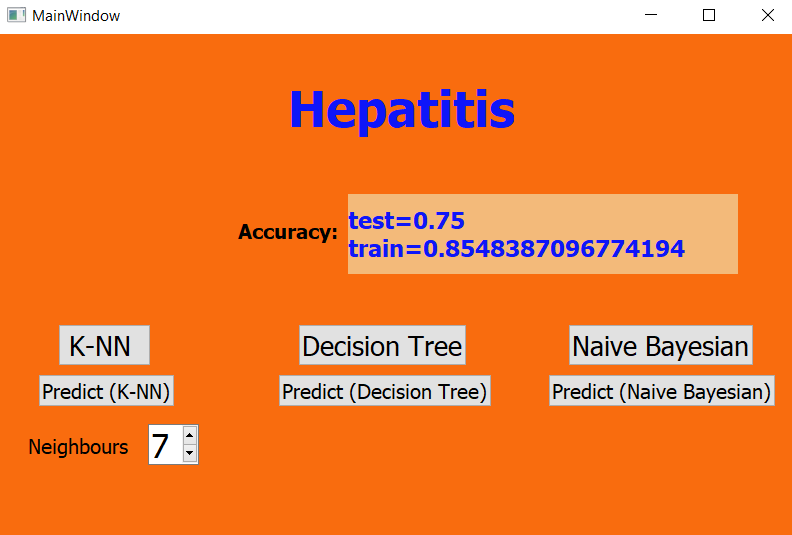 MainWindow
Hepatitis
Accuracy:
test=0.75
train=0.8548387096774194
K-NN
Decision Tree
Naive Bayesian
Predict (K-NN)
Predict (Decision Tree)
Predict (Naive Bayesian)
Neighbours
7